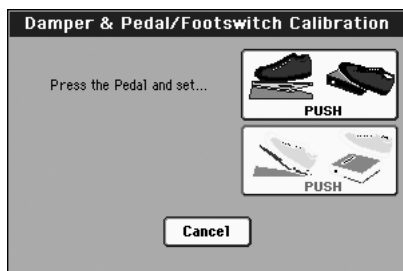 Damper & Pedal/Footswitch Calibration
Press the Pedal and set...
PUSH
PUSH
Cancel